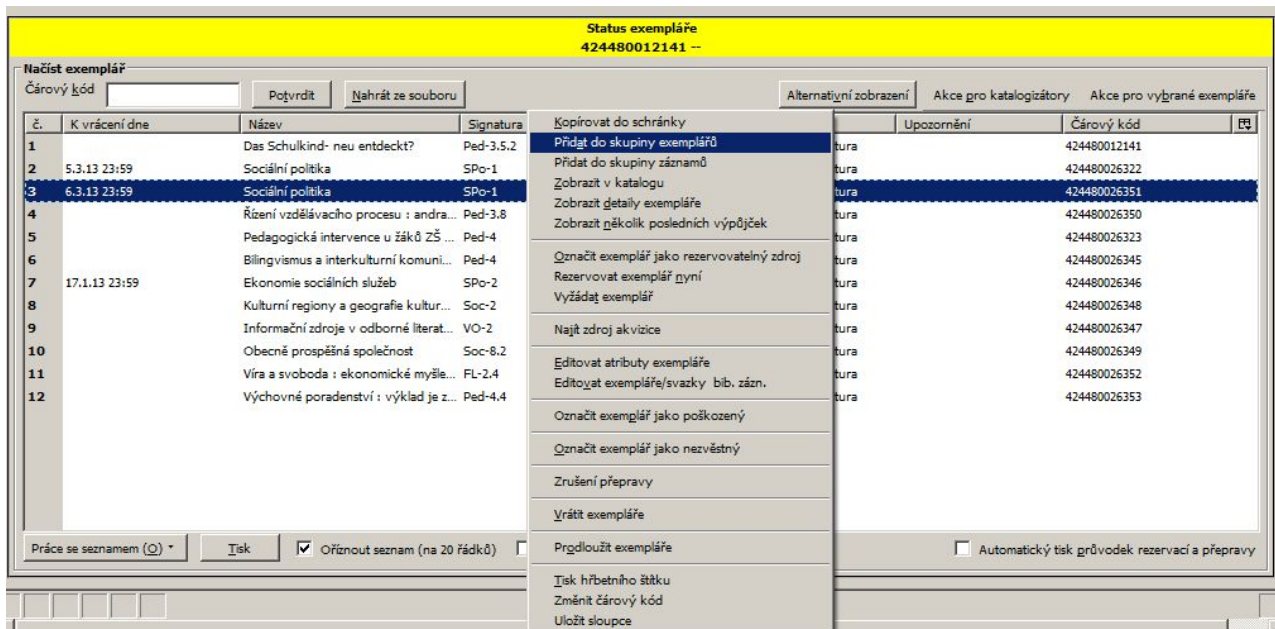 Status exempláře
424480012141 --
Načíst exemplář
Čárový kód Potvrdit Nahrát ze souboru Alternativní zobrazení Akce pro katalogizátory Akce pro vybrané exempláře
č. K vrácení dne Název Signatura Upozornění Čárový kód
1 Das Schulkind- neu entdeckt? Ped-3.5.2 tura 424480012141
2 5.3.13 23:59 Sociální politika SPo-1 tura 424480026322
3 6.3.13 23:59 Sociální politika SPo-1 tura 424480026351
4 Řízení vzdělávacího procesu : andra... Ped-3.8 tura 424480026350
5 Pedagogická intervence u žáků ZŠ ... Ped-4 tura 424480026323
6 Bilingvismus a interkulturní komuni... Ped-4 tura 424480026345
7 17.1.13 23:59 Ekonomie sociálních služeb SPo-2 tura 424480026346
8 Kulturní regiony a geografie kultur... Soc-2 tura 424480026348
9 Informační zdroje v odborné literat... VO-2 tura 424480026347
10 Obecně prospěšná společnost Soc-8.2 tura 424480026349
11 Víra a svoboda : ekonomické myšle... FL-2.4 tura 424480026352
12 Výchovné poradenství : výklad je z... Ped-4.4 tura 424480026353
Kopírovat do schránky
Přidat do skupiny exemplářů
Přidat do skupiny záznamů
Zobrazit v katalogu
Zobrazit detaily exempláře
Zobrazit několik posledních výpůjček
Označit exemplář jako rezervovatelný zdroj
Rezervovat exemplář nyní
Vyžádat exemplář
Najít zdroj akvizice
Editovat atributy exempláře
Editovat exempláře/svazky bib. zázn.
Označit exemplář jako poškozený
Označit exemplář jako nezvěstný
Zrušení přepravy
Vrátit exempláře
Prodloužit exempláře
Tisk hřbetního štítku
Změnit čárový kód
Uložit sloupce
Práce se seznamem (O) Tisk Oříznout seznam (na 20 řádků) Automatický tisk průvodek rezervací a přepravy